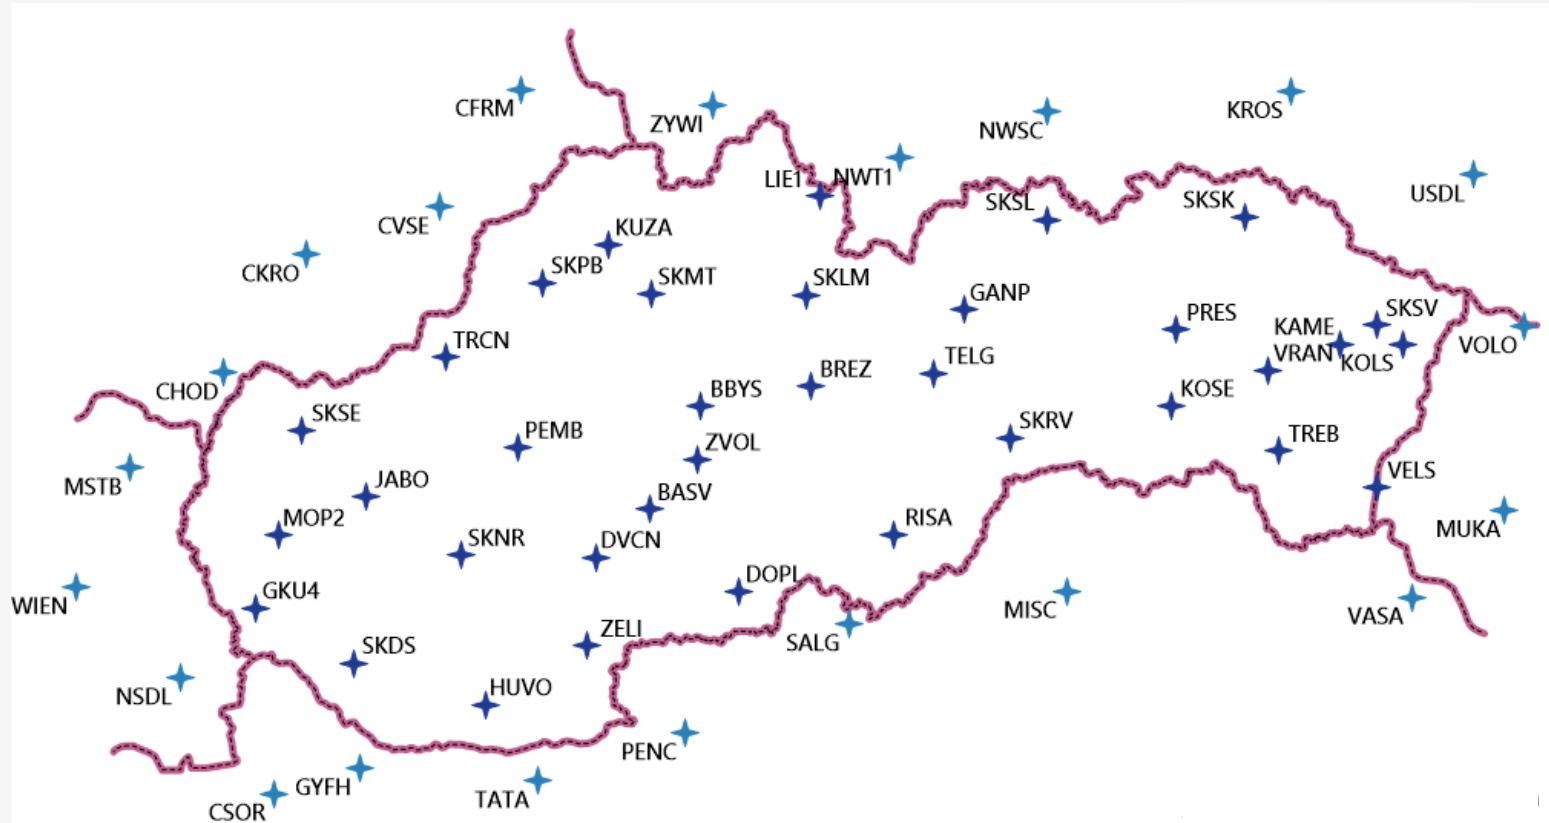 CFRM
ZYWI
NWSC
KROS
LIE1
NWT1
USDL
SKSL
SKSK
CVSE
KUZA
CKRO
SKPB
SKMT
SKLM
GANP
PRES
SKSV
KAME
VOLO
TRCN
VRAN
KOLS
TELG
BREZ
CHOD
BBYS
KOSE
SKSE
SKRV
PEMB
TREB
ZVOL
VELS
JABO
MSTB
BASV
MOP2
RISA
MUKA
SKNR
DVCN
DOPL
GKU4
WIEN
MISC
VASA
ZELI
SALG
SKDS
HUVO
NSDL
PENC
GYFH
TATA
CSOR